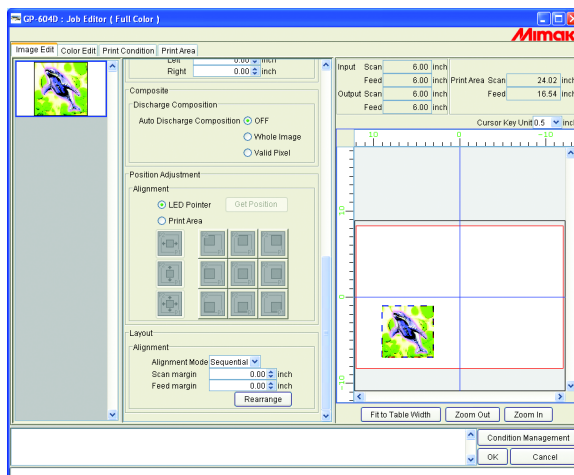 GP-604D : Job Editor ( Full Color )
Mimaki
Image Edit Color Edit Print Condition Print Area
Left 0.00 inch
Right 0.00 inch
Composite
Discharge Composition
Auto Discharge Composition OFF
Whole Image
Valid Pixel
Position Adjustment
Alignment
LED Pointer Get Position
Print Area
Layout
Alignment
Alignment Mode Sequential
Scan margin 0.00 inch
Feed margin 0.00 inch
Rearrange
Input Scan 6.00 inch
Feed 6.00 inch Print Area Scan 24.02 inch
Output Scan 6.00 inch Feed 16.54 inch
Feed 6.00 inch
Cursor Key Unit 0.5 inch
10 0 -10
10
0
-10
Fit to Table Width Zoom Out Zoom In
Condition Management
OK Cancel